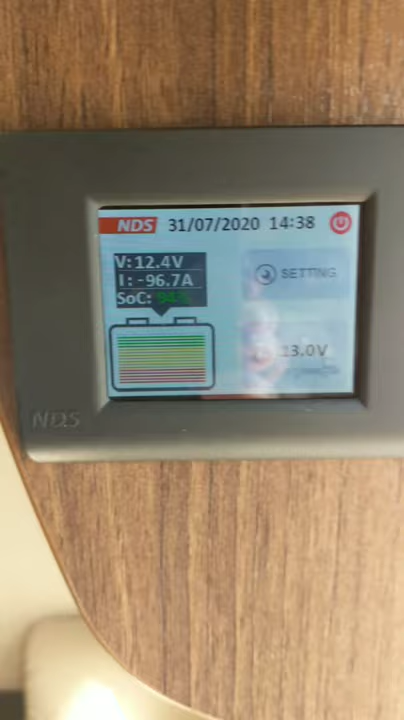 NDS 31/07/2020 14:38
V:12.4V
I: -96.7A
SoC: 94%
SETTING
13.0V
NDS